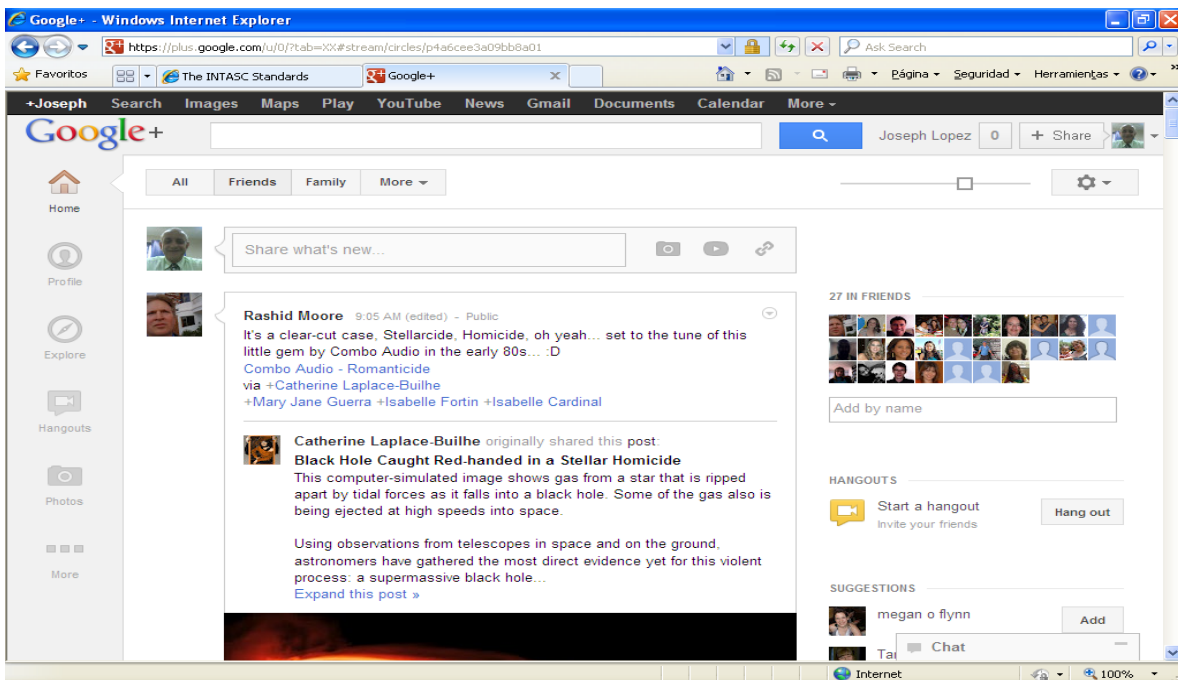 Google+ - Windows Internet Explorer
https://plus.google.com/u/0/?tab=XX#stream/circles/p4a6cee3a09bb8a01
Ask Search
Favoritos
The INTASC Standards
Google+
Página
Seguridad
Herramientas
+Joseph Search Images Maps Play YouTube News Gmail Documents Calendar More
Google+
Joseph Lopez 0 + Share
All Friends Family More
Home
Profile
Explore
Hangouts
Photos
More
Share what's new...
Rashid Moore 9:05 AM (edited) - Public
It's a clear-cut case, Stellarcide, Homicide, oh yeah... set to the tune of this
little gem by Combo Audio in the early 80s... :D
Combo Audio - Romanticide
via +Catherine Laplace-Builhe
+Mary Jane Guerra +Isabelle Fortin +Isabelle Cardinal
Catherine Laplace-Builhe originally shared this post:
Black Hole Caught Red-handed in a Stellar Homicide
This computer-simulated image shows gas from a star that is ripped
apart by tidal forces as it falls into a black hole. Some of the gas also is
being ejected at high speeds into space.
Using observations from telescopes in space and on the ground,
astronomers have gathered the most direct evidence yet for this violent
process: a supermassive black hole...
Expand this post »
27 IN FRIENDS
Add by name
HANGOUTS
Start a hangout
Invite your friends
Hang out
SUGGESTIONS
megan o flynn
Add
Chat
Internet
100%